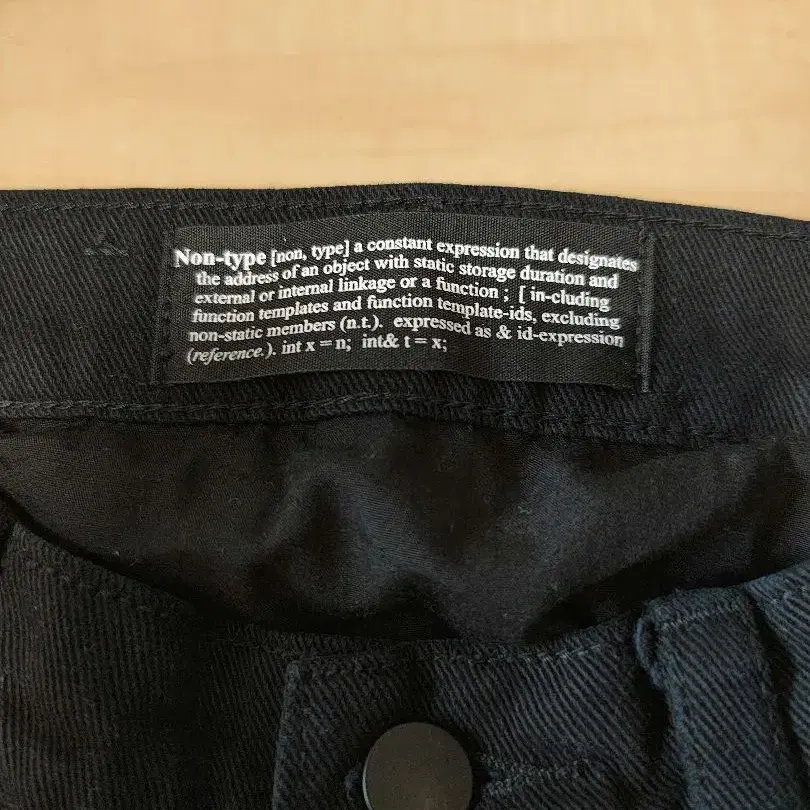 Non-type [non, type] a constant expression that designates
the address of an object with static storage duration and
external or internal linkage or a function ; [ in-cluding
function templates and function template-ids, excluding
non-static members (n.t.). expressed as & id-expression
(reference.). int x = n; int& t = x;